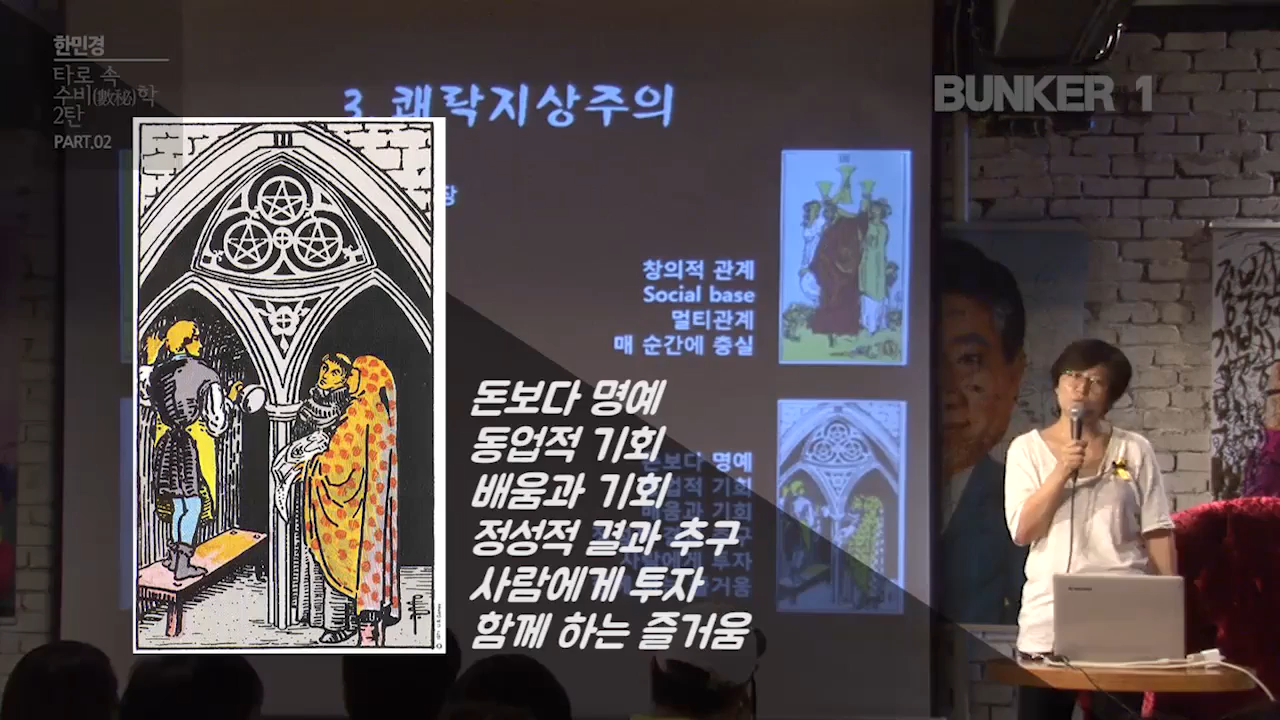 한민경
타로 속
수비(數秘)학
2탄
PART.02
BUNKER 1
3. 쾌락지상주의
장
창의적 관계
Social base
멀티관계
매 순간에 충실
III
돈보다 명예
동업적 기회
배움과 기회
정성적 결과 추구
사람에게 투자
함께 하는 즐거움